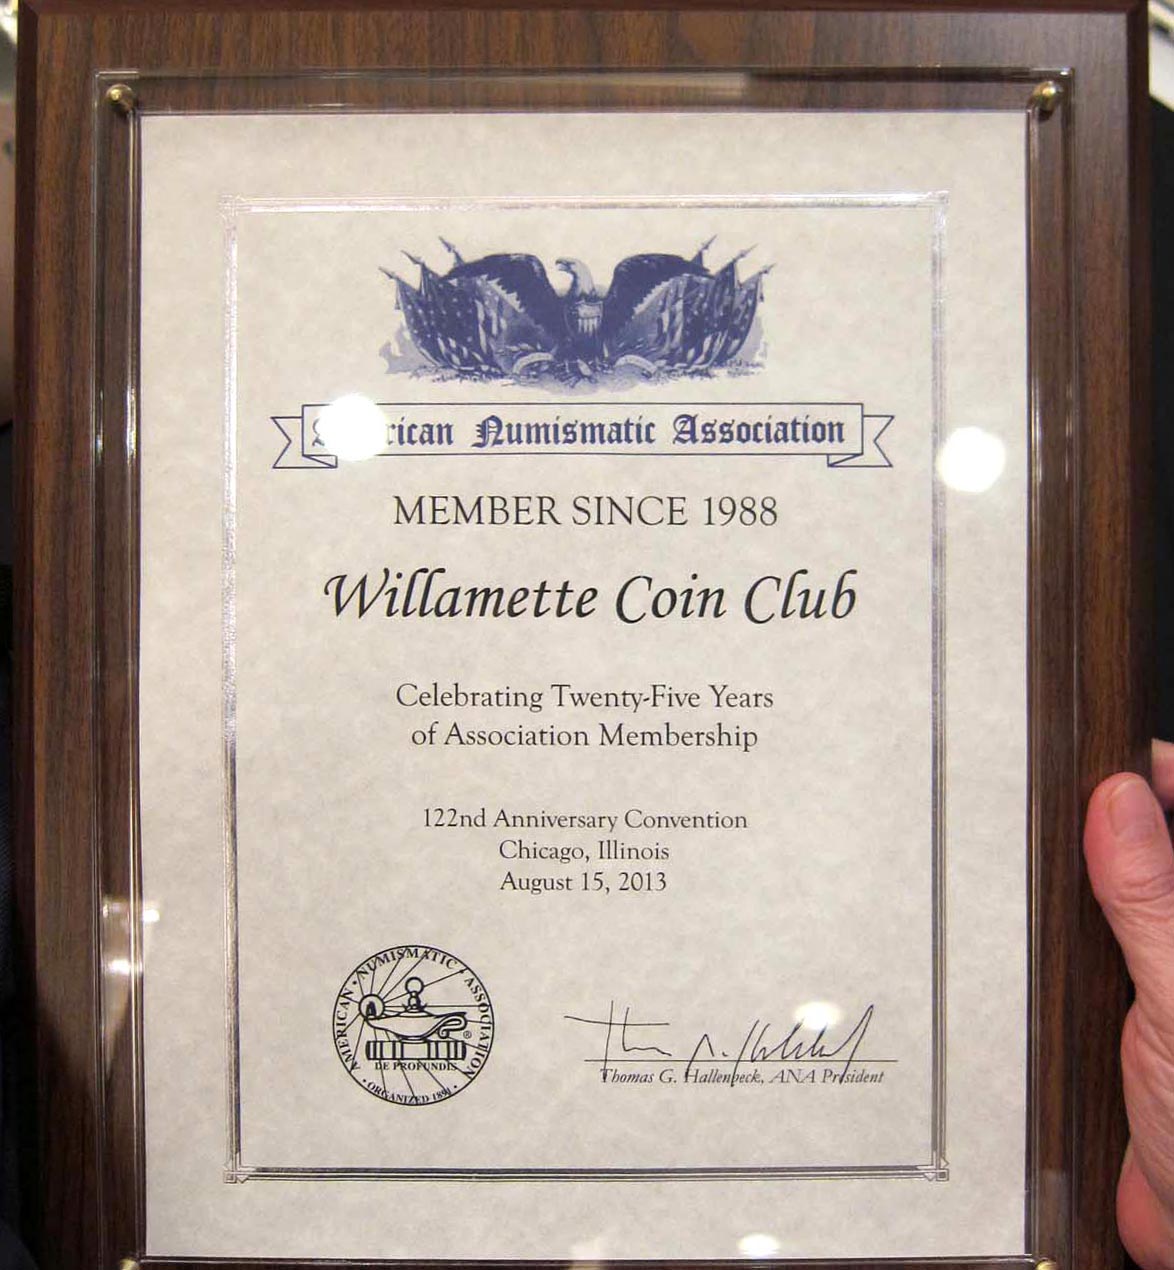 American Numismatic Association
MEMBER SINCE 1988
Willamette Coin Club
Celebrating Twenty-Five Years
of Association Membership
122nd Anniversary Convention
Chicago, Illinois
August 15, 2013
AMERICAN • NUMISMATIC • ASSOCIATION
®
DE PROFUNDIS
• ORGANIZED 1891 •
Thomas G. Hallenbeck, ANA President